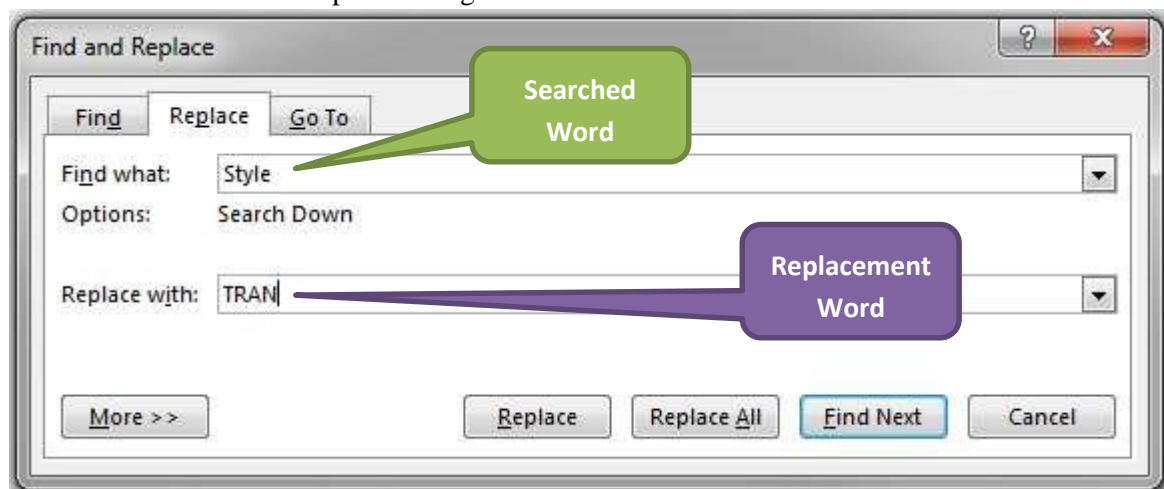 Find and Replace
Searched
Word
Find Replace Go To
Find what: Style
Options: Search Down
Replacement
Word
Replace with: TRAN
More >> Replace Replace All Find Next Cancel